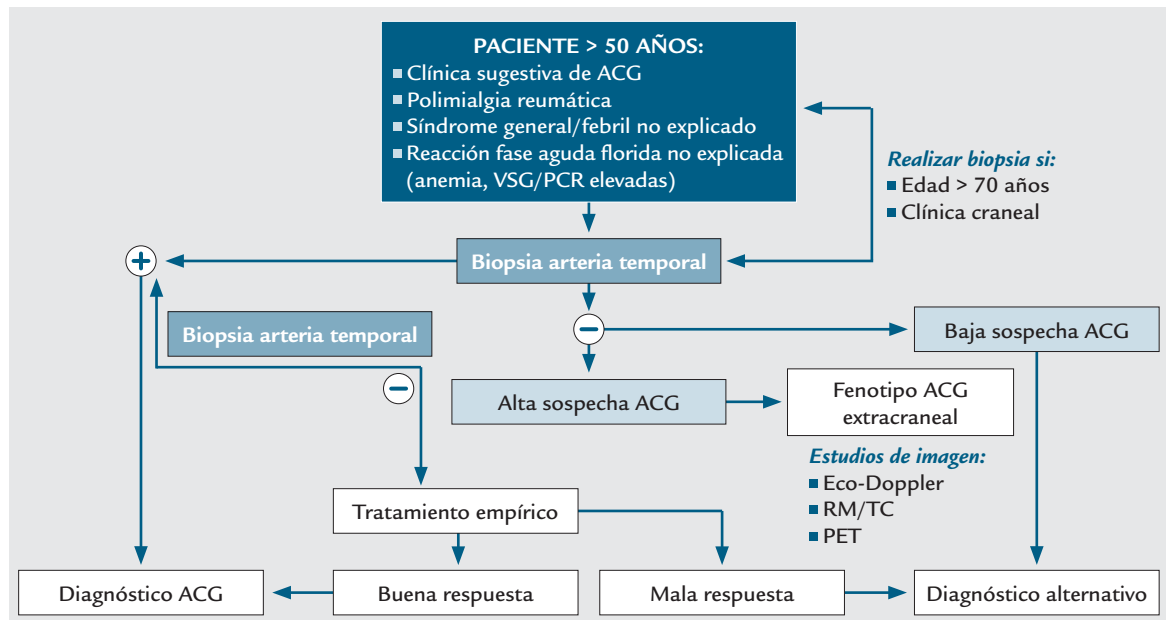 PACIENTE > 50 AÑOS:
Clínica sugestiva de ACG
Polimialgia reumática
Síndrome general/febril no explicado
Reacción fase aguda florida no explicada
(anemia, VSG/PCR elevadas)
Realizar biopsia si:
Edad > 70 años
Clínica craneal
Biopsia arteria temporal
+
−
Biopsia arteria temporal
−
Baja sospecha ACG
Alta sospecha ACG
Fenotipo ACG
extracraneal
Estudios de imagen:
Eco-Doppler
RM/TC
PET
Tratamiento empírico
Diagnóstico ACG
Buena respuesta
Mala respuesta
Diagnóstico alternativo